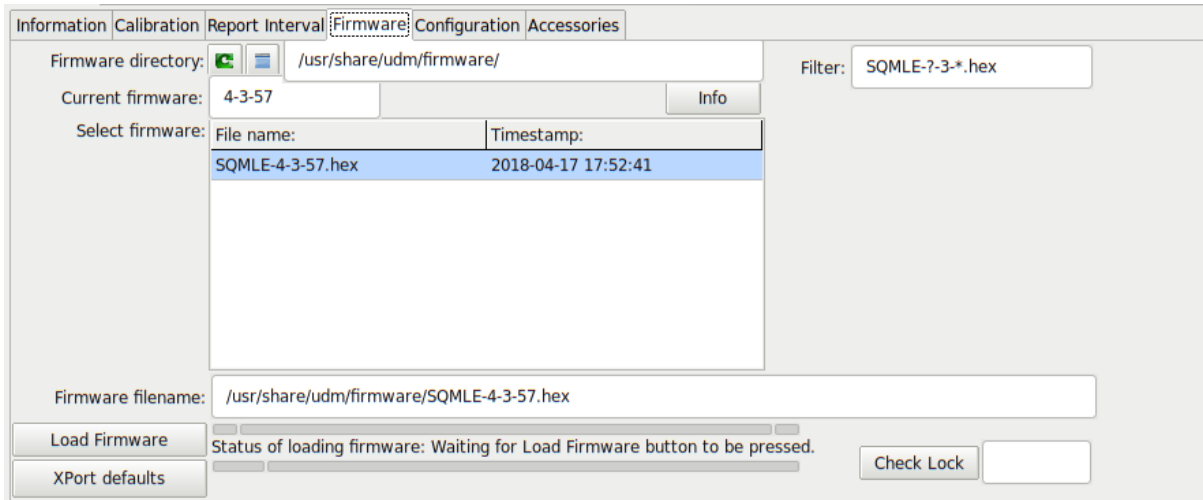 Information Calibration Report Interval Firmware Configuration Accessories
Firmware directory: /usr/share/udm/firmware/ Filter: SQMLE-?-3-*.hex
Current firmware: 4-3-57 Info
Select firmware: File name: Timestamp:
SQMLE-4-3-57.hex 2018-04-17 17:52:41
Firmware filename: /usr/share/udm/firmware/SQMLE-4-3-57.hex
Load Firmware Status of loading firmware: Waiting for Load Firmware button to be pressed.
XPort defaults Check Lock